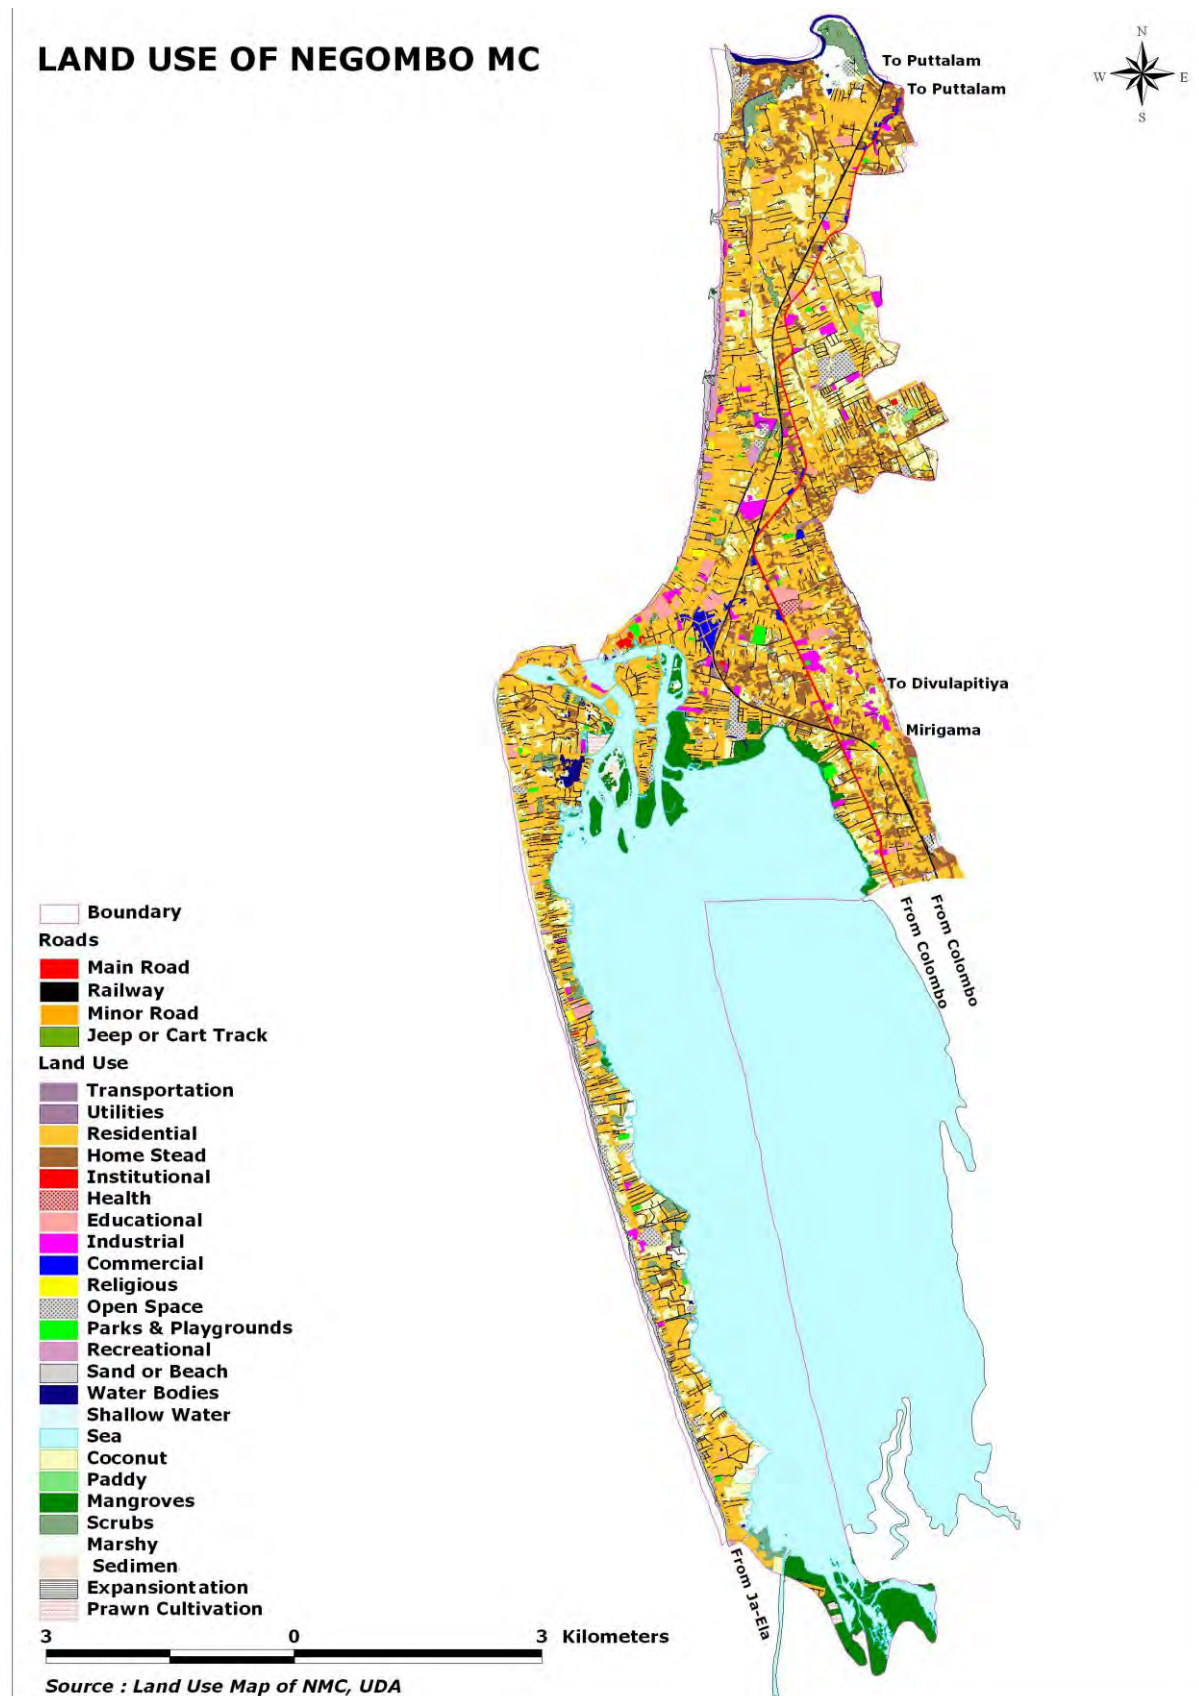 LAND USE OF NEGOMBO MC
N
W E
S
To Puttalam
To Puttalam
To Divulapitiya
Mirigama
From Colombo
From Colombo
From Ja-Ela
Boundary
Roads
Main Road
Railway
Minor Road
Jeep or Cart Track
Land Use
Transportation
Utilities
Residential
Home Stead
Institutional
Health
Educational
Industrial
Commercial
Religious
Open Space
Parks & Playgrounds
Recreational
Sand or Beach
Water Bodies
Shallow Water
Sea
Coconut
Paddy
Mangroves
Scrubs
Marshy
Sedimen
Expansiontation
Prawn Cultivation
3 0 3 Kilometers
Source : Land Use Map of NMC, UDA